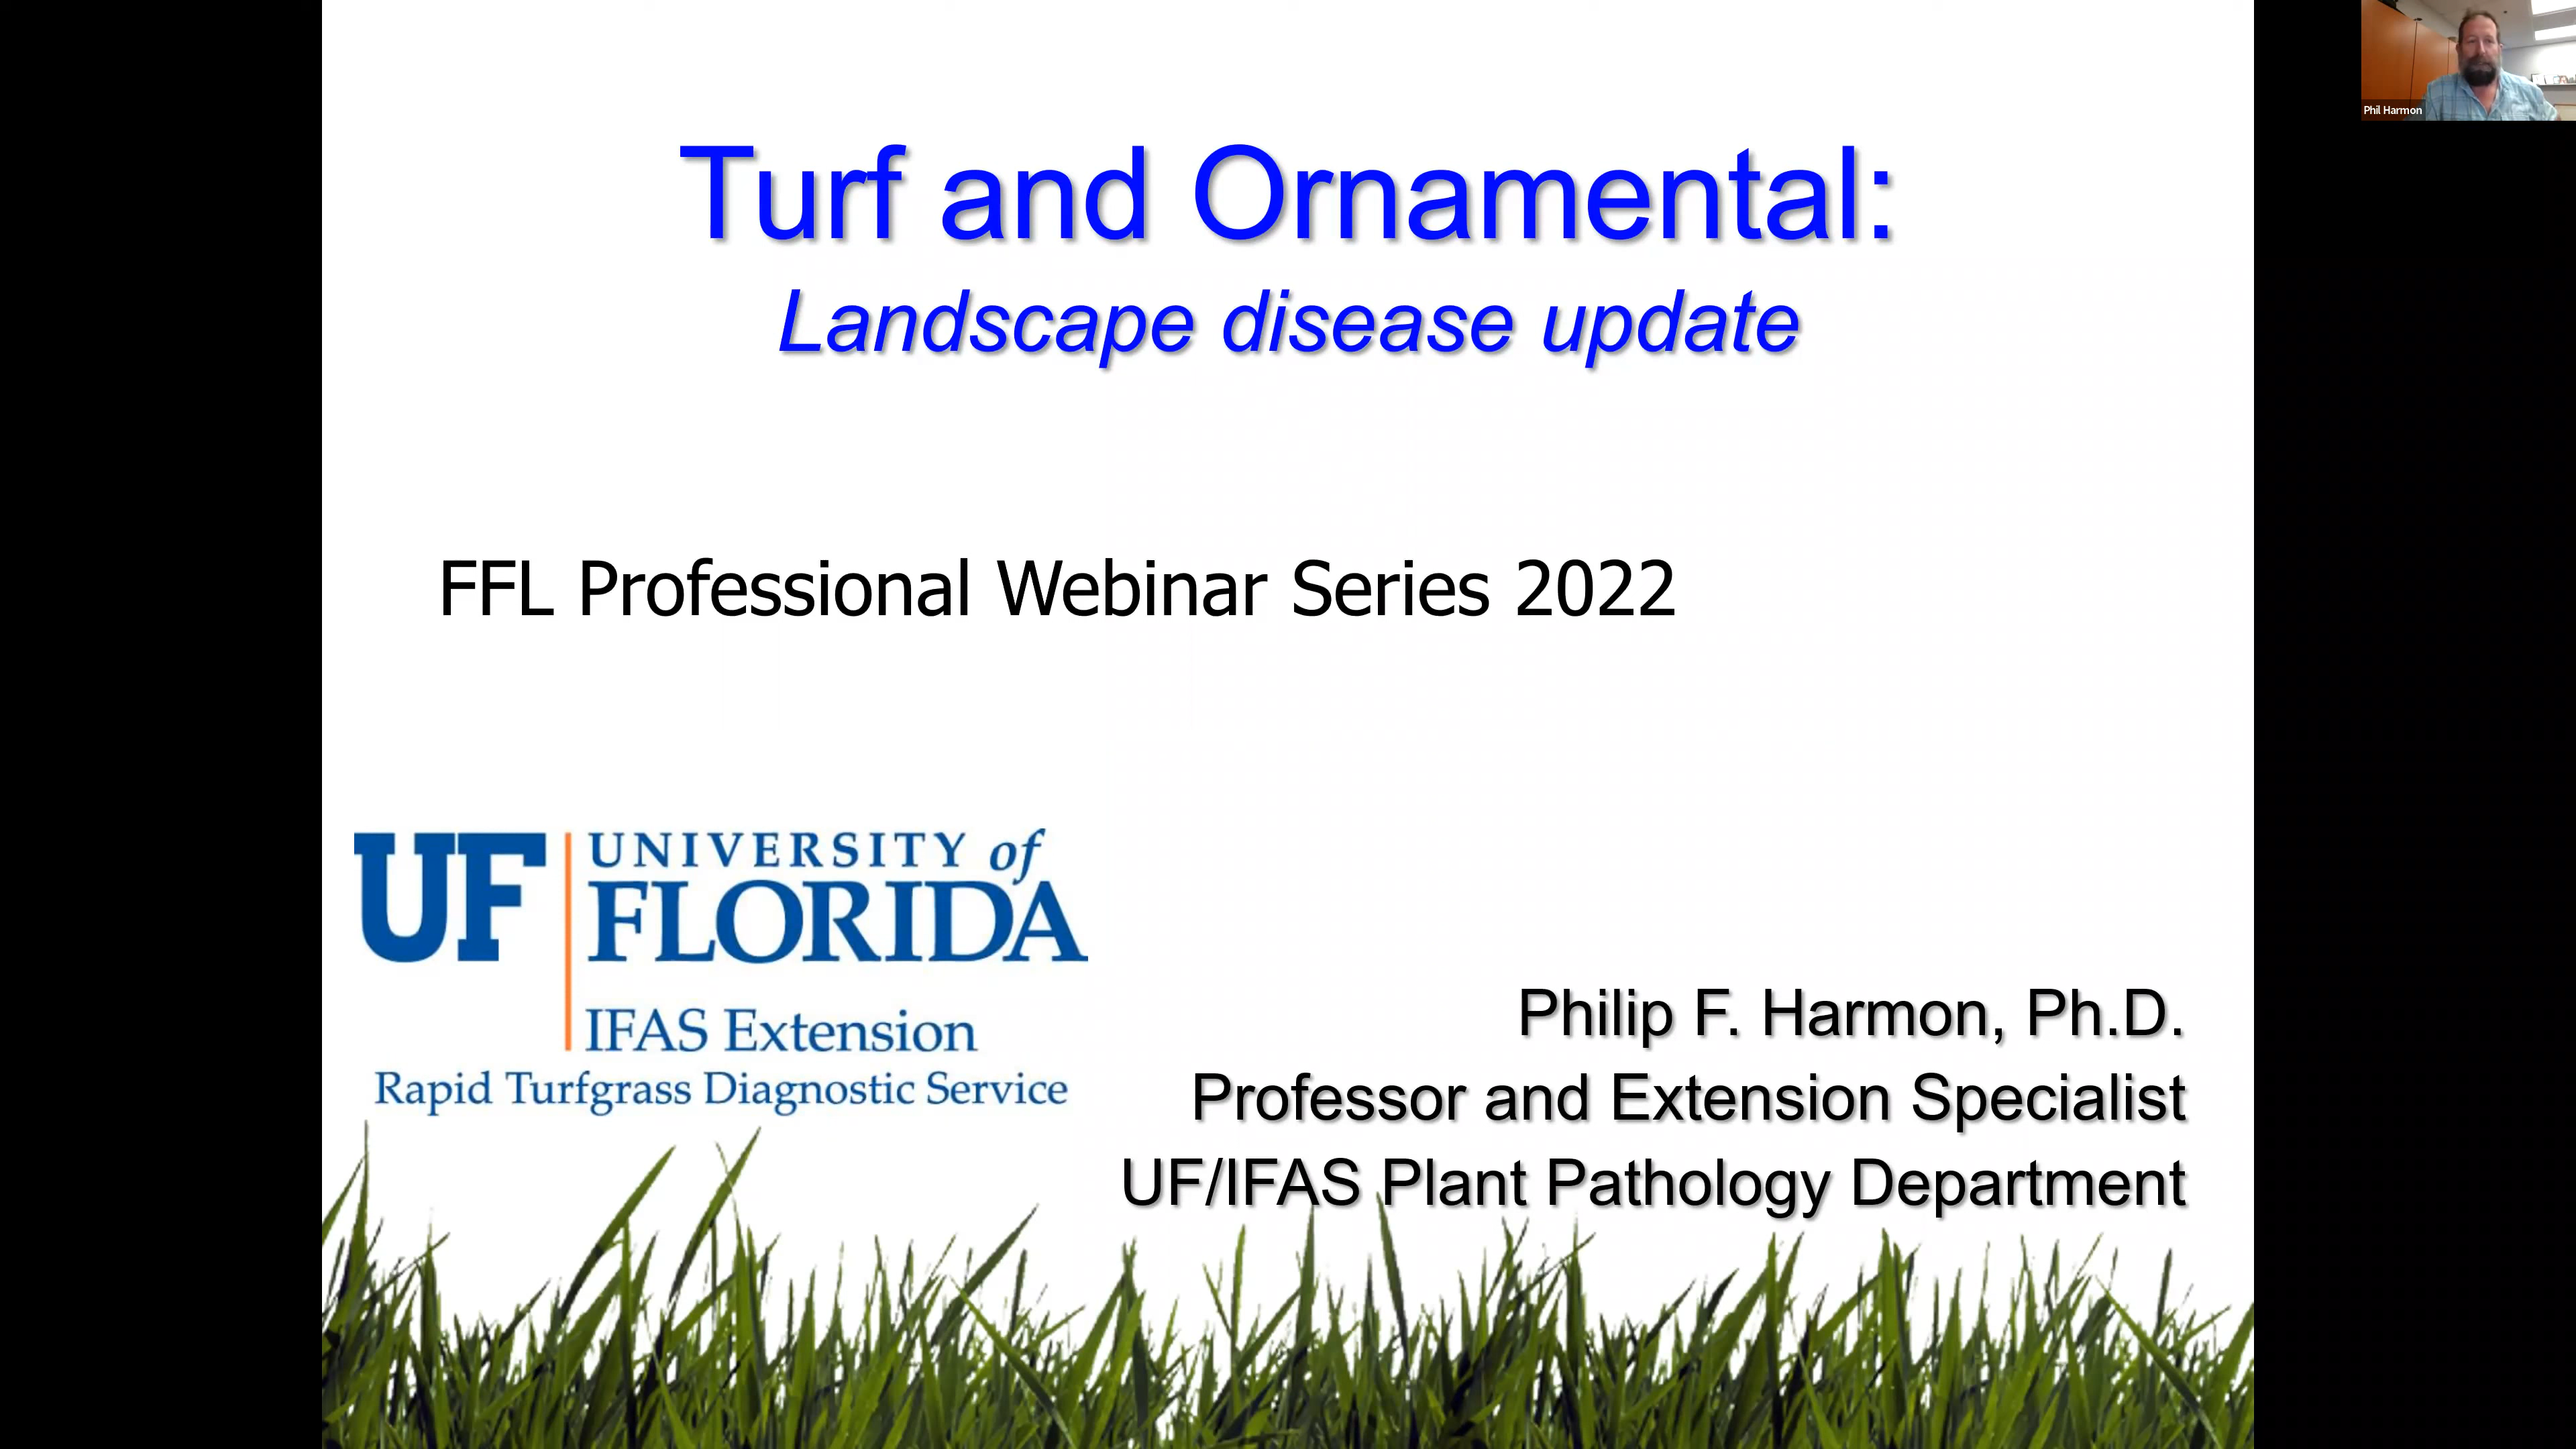 Turf and Ornamental:
Landscape disease update
FFL Professional Webinar Series 2022
UF
UNIVERSITY of
FLORIDA
IFAS Extension
Rapid Turfgrass Diagnostic Service
Philip F. Harmon, Ph.D.
Professor and Extension Specialist
UF/IFAS Plant Pathology Department
Phil Harmon